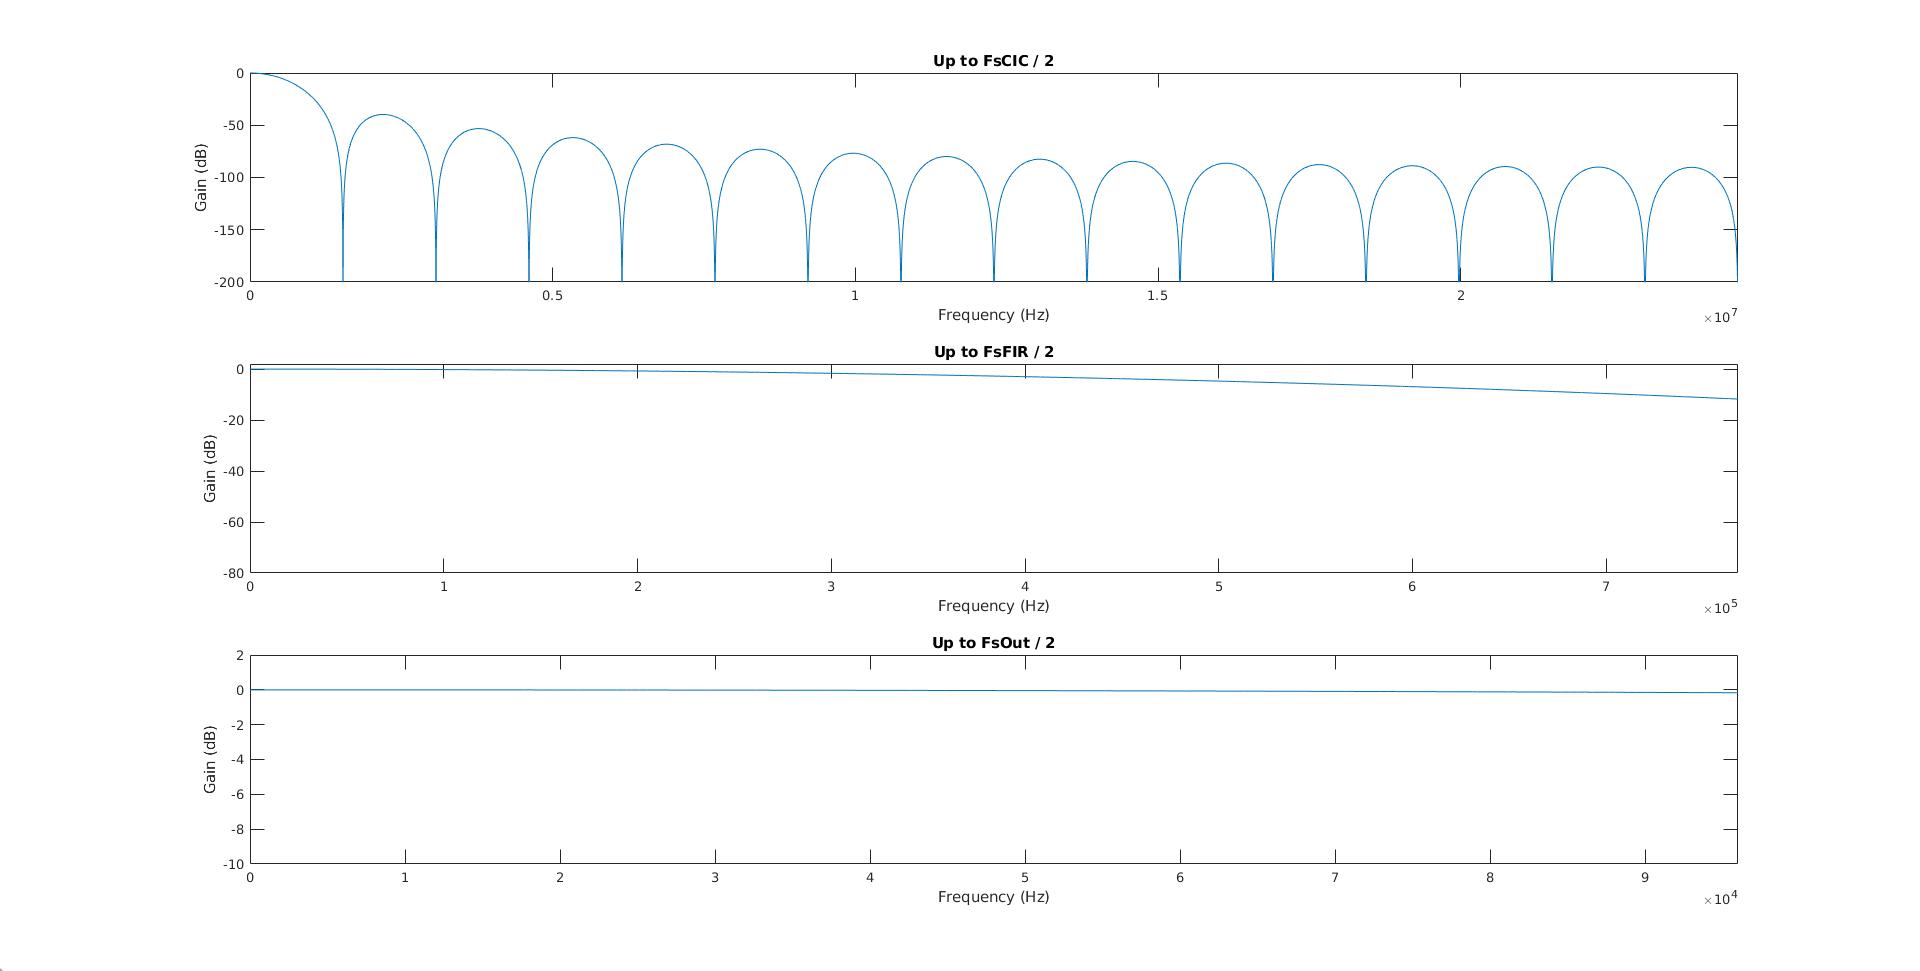 Up to FsCIC / 2
0
-50
-100
-150
-200
Gain (dB)
0 0.5 1 1.5 2
Frequency (Hz)
×10^7
Up to FsFIR / 2
0
-20
-40
-60
-80
Gain (dB)
0 1 2 3 4 5 6 7
Frequency (Hz)
×10^5
Up to FsOut / 2
2
0
-2
-4
-6
-8
-10
Gain (dB)
0 1 2 3 4 5 6 7 8 9
Frequency (Hz)
×10^4